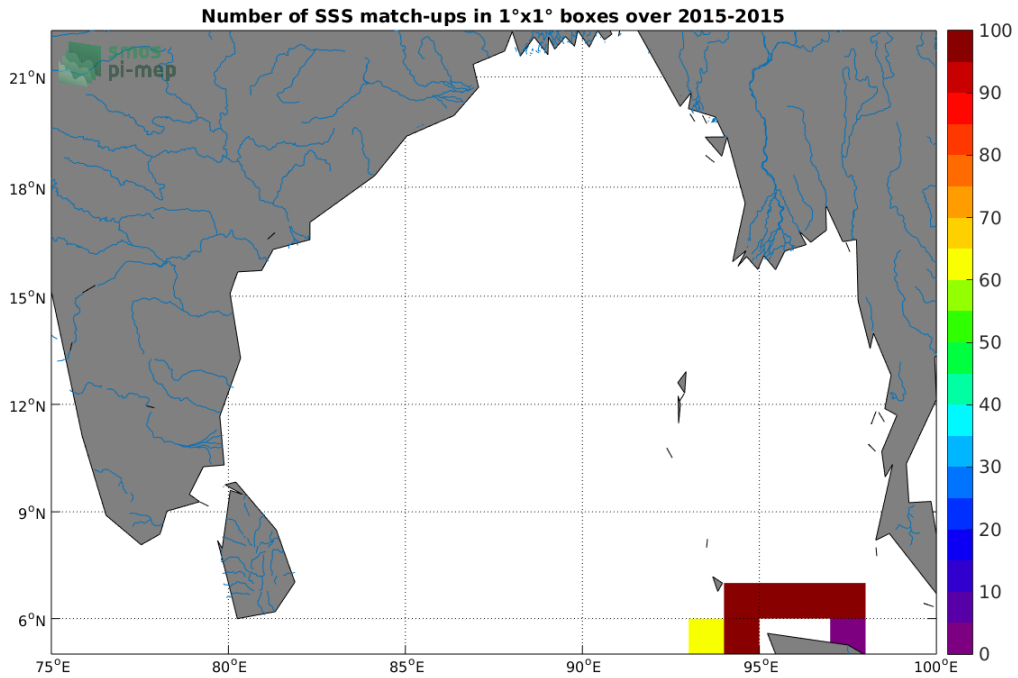 Number of SSS match-ups in 1°x1° boxes over 2015-2015
smos
pi-mep
21°N
18°N
15°N
12°N
9°N
6°N
75°E
80°E
85°E
90°E
95°E
100°E
100
90
80
70
60
50
40
30
20
10
0